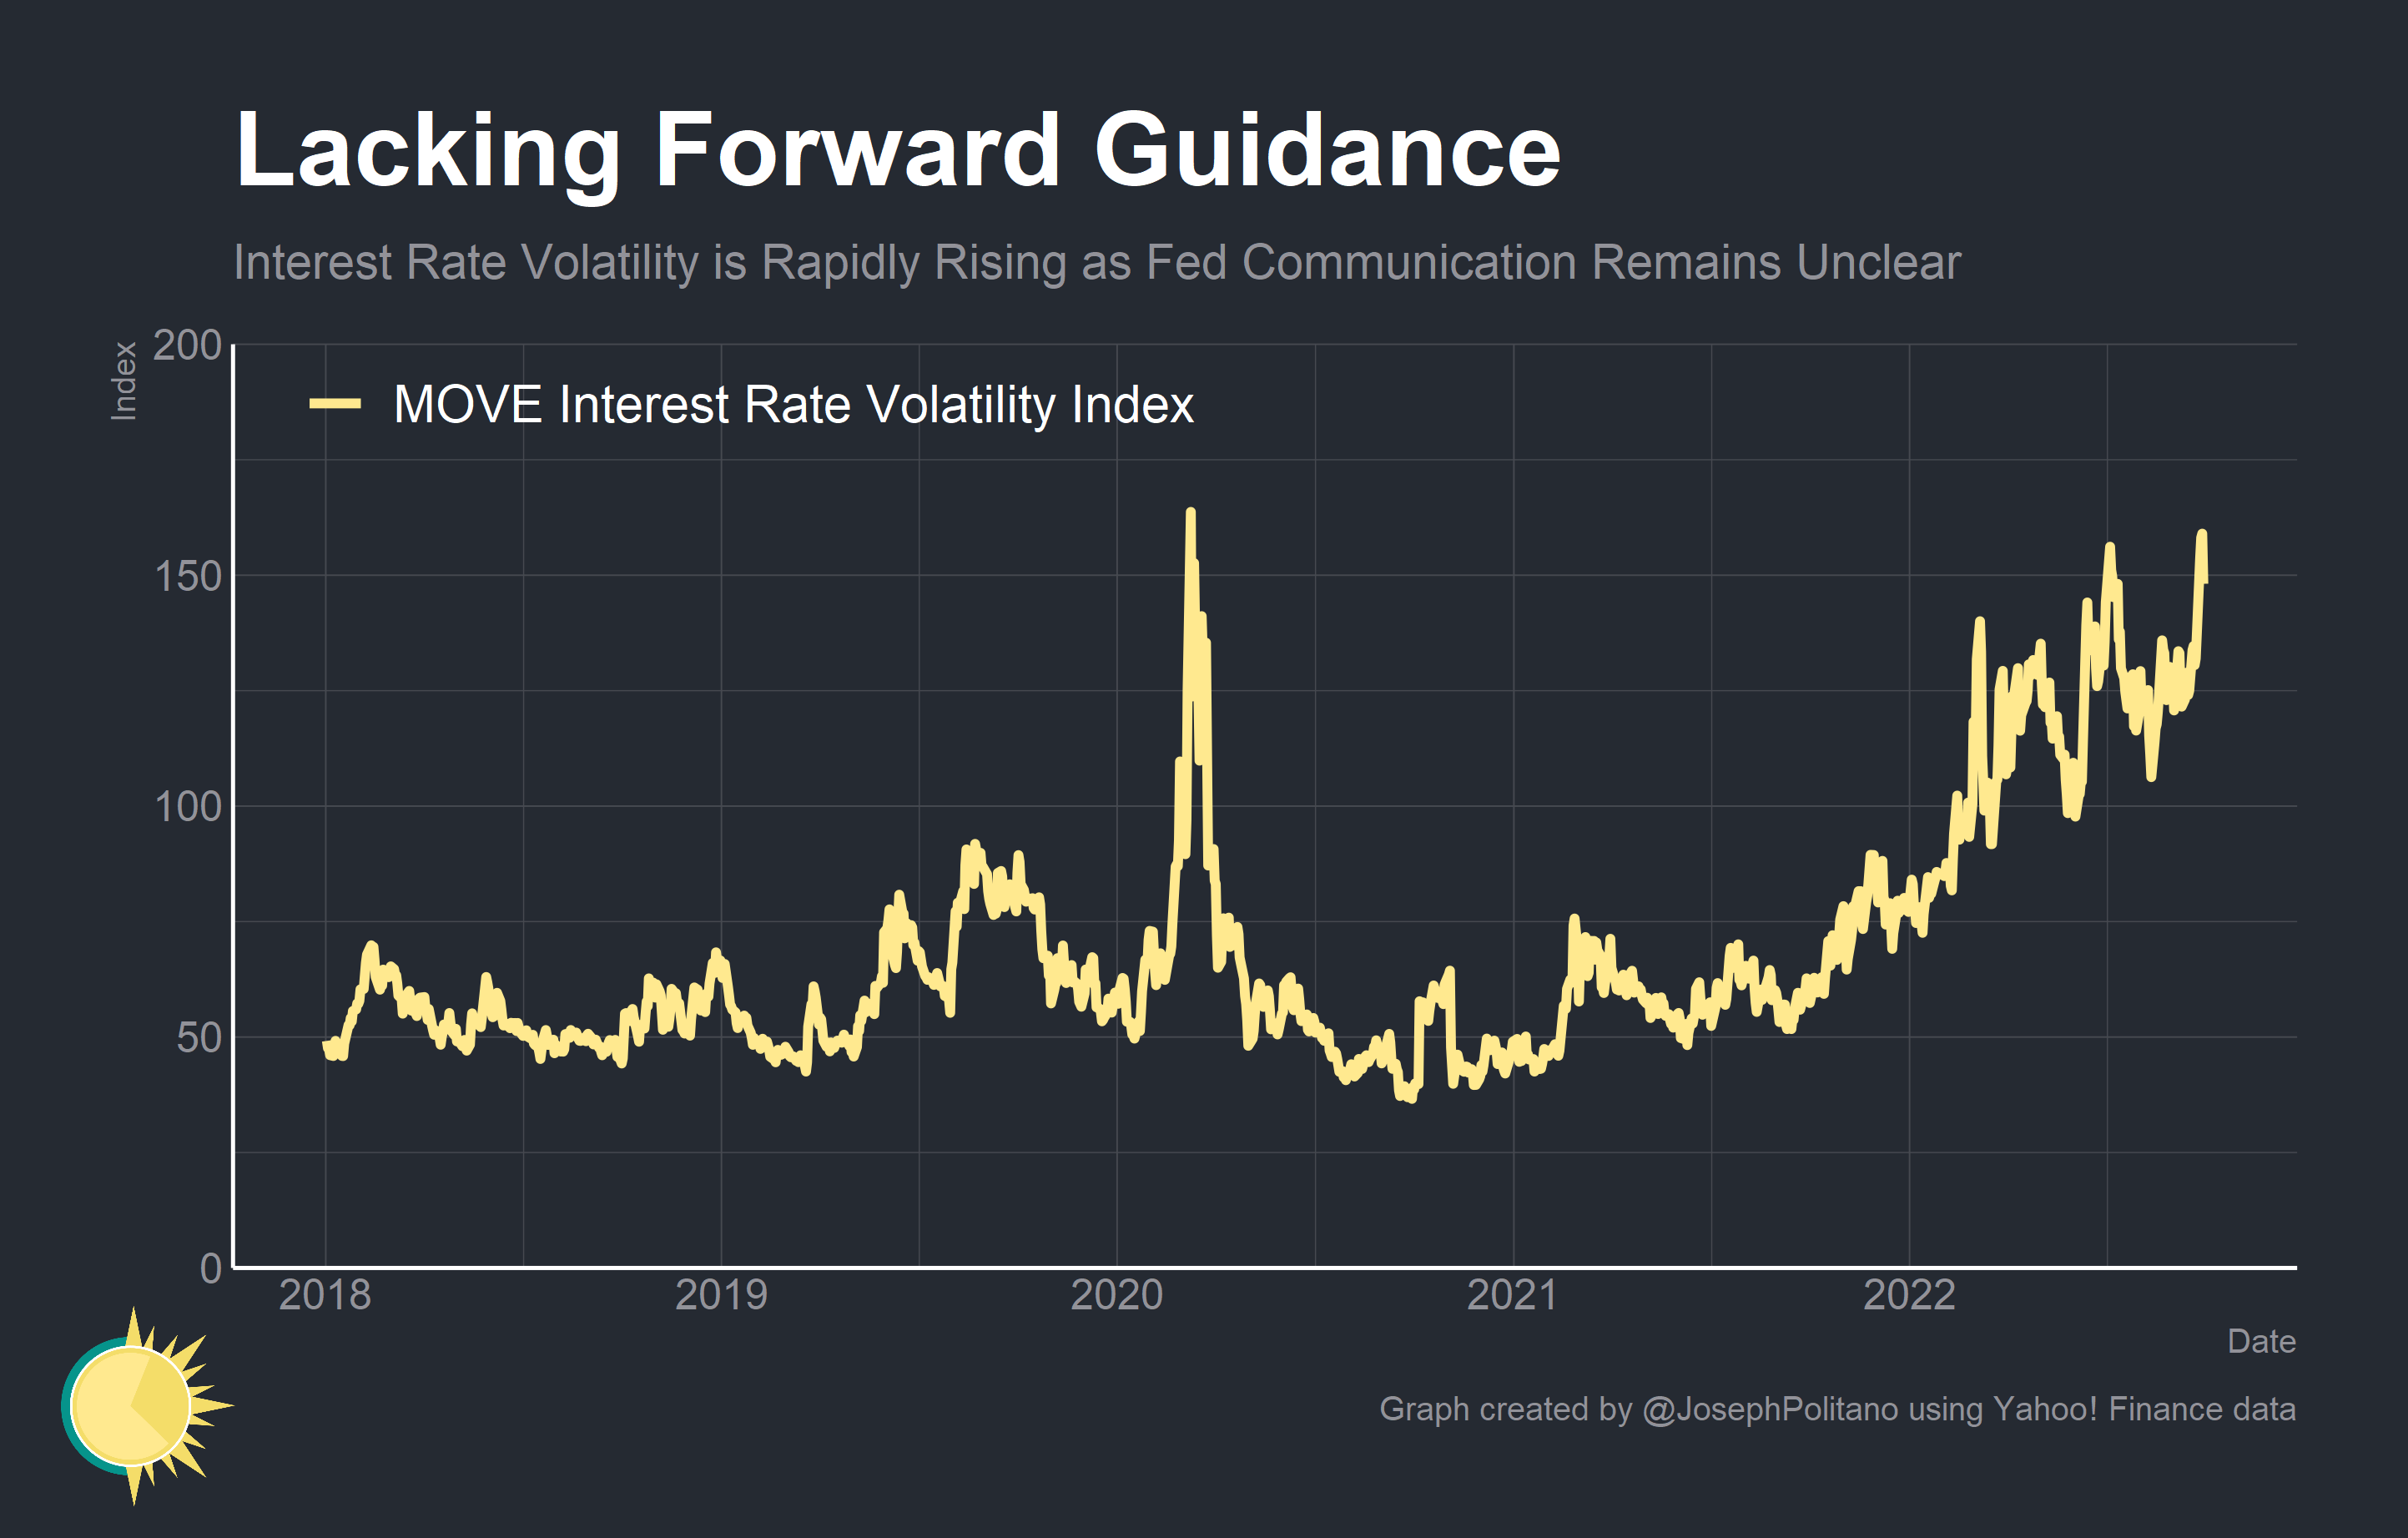 Lacking Forward Guidance
Interest Rate Volatility is Rapidly Rising as Fed Communication Remains Unclear
Index
200
MOVE Interest Rate Volatility Index
150
100
50
0
2018 2019 2020 2021 2022
Date
Graph created by @JosephPolitano using Yahoo! Finance data